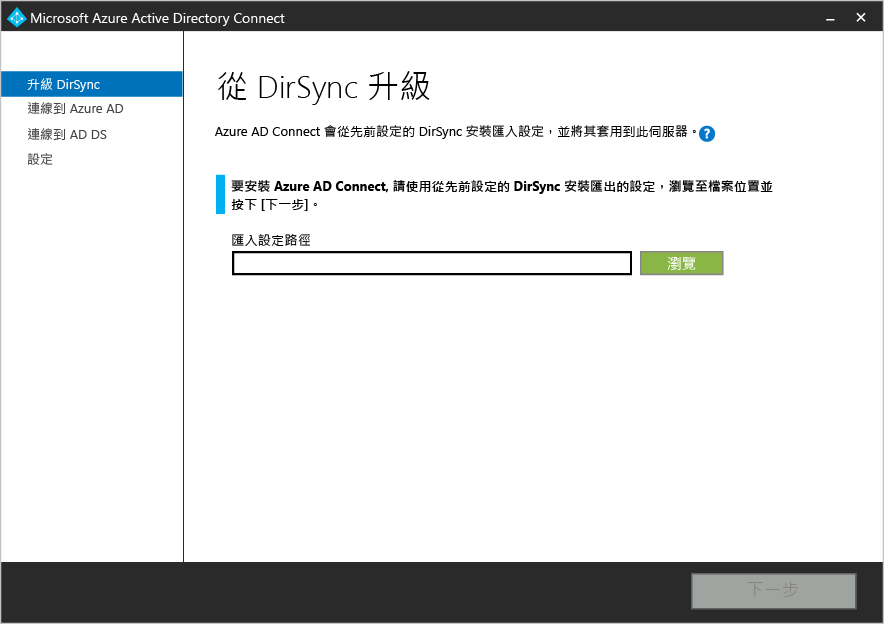 Microsoft Azure Active Directory Connect
升級 DirSync
連線到 Azure AD
連線到 AD DS
設定
從 DirSync 升級
Azure AD Connect 會從先前設定的 DirSync 安裝匯入設定，並將其套用到此伺服器。?
要安裝 Azure AD Connect, 請使用從先前設定的 DirSync 安裝匯出的設定，瀏覽至檔案位置並
按下 [下一步]。
匯入設定路徑
瀏覽
下一步